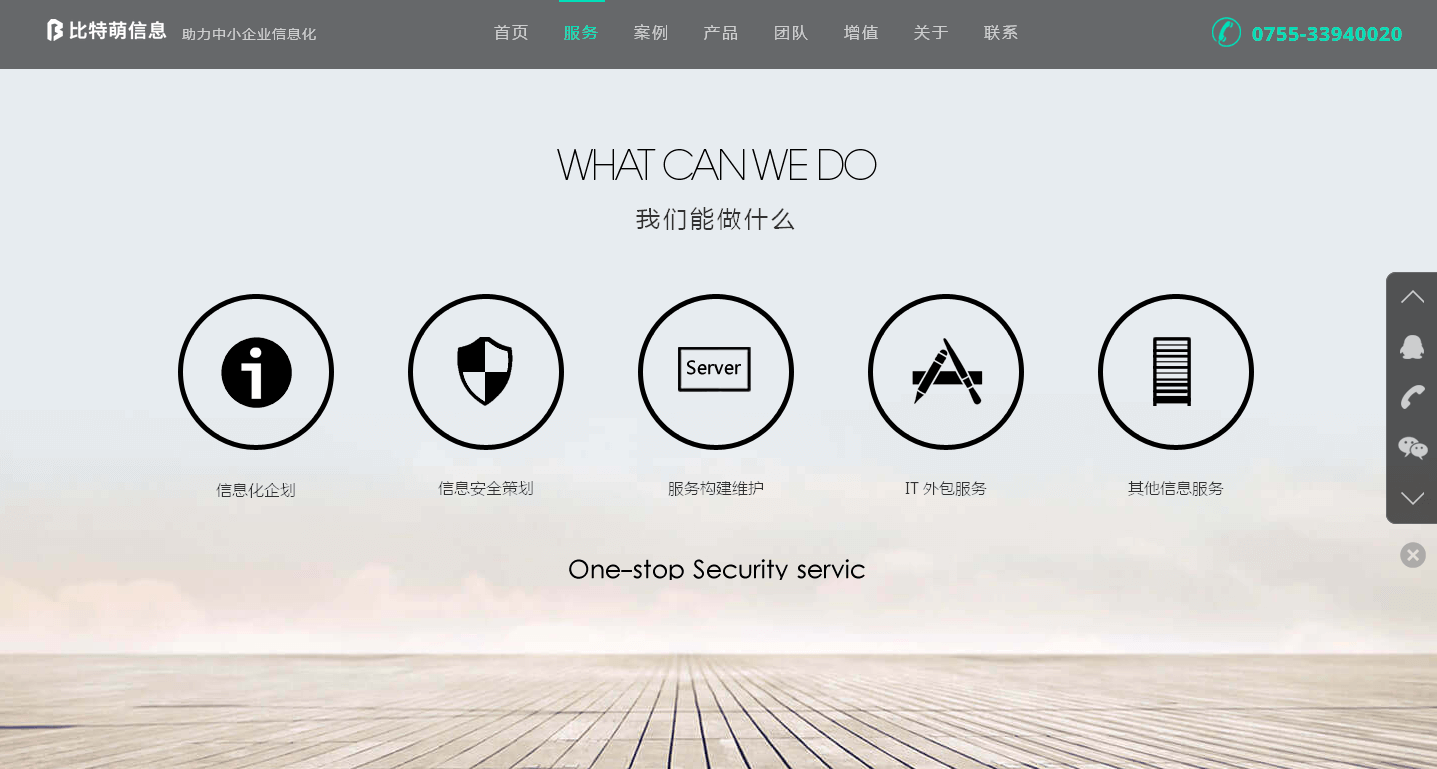 比特萌信息 助力中小企业信息化 首页 服务 案例 产品 团队 增值 关于 联系 0755-33940020
WHAT CAN WE DO
我们能做什么
Server
信息化企划 信息安全策划 服务构建维护 IT 外包服务 其他信息服务
One-stop Security servic